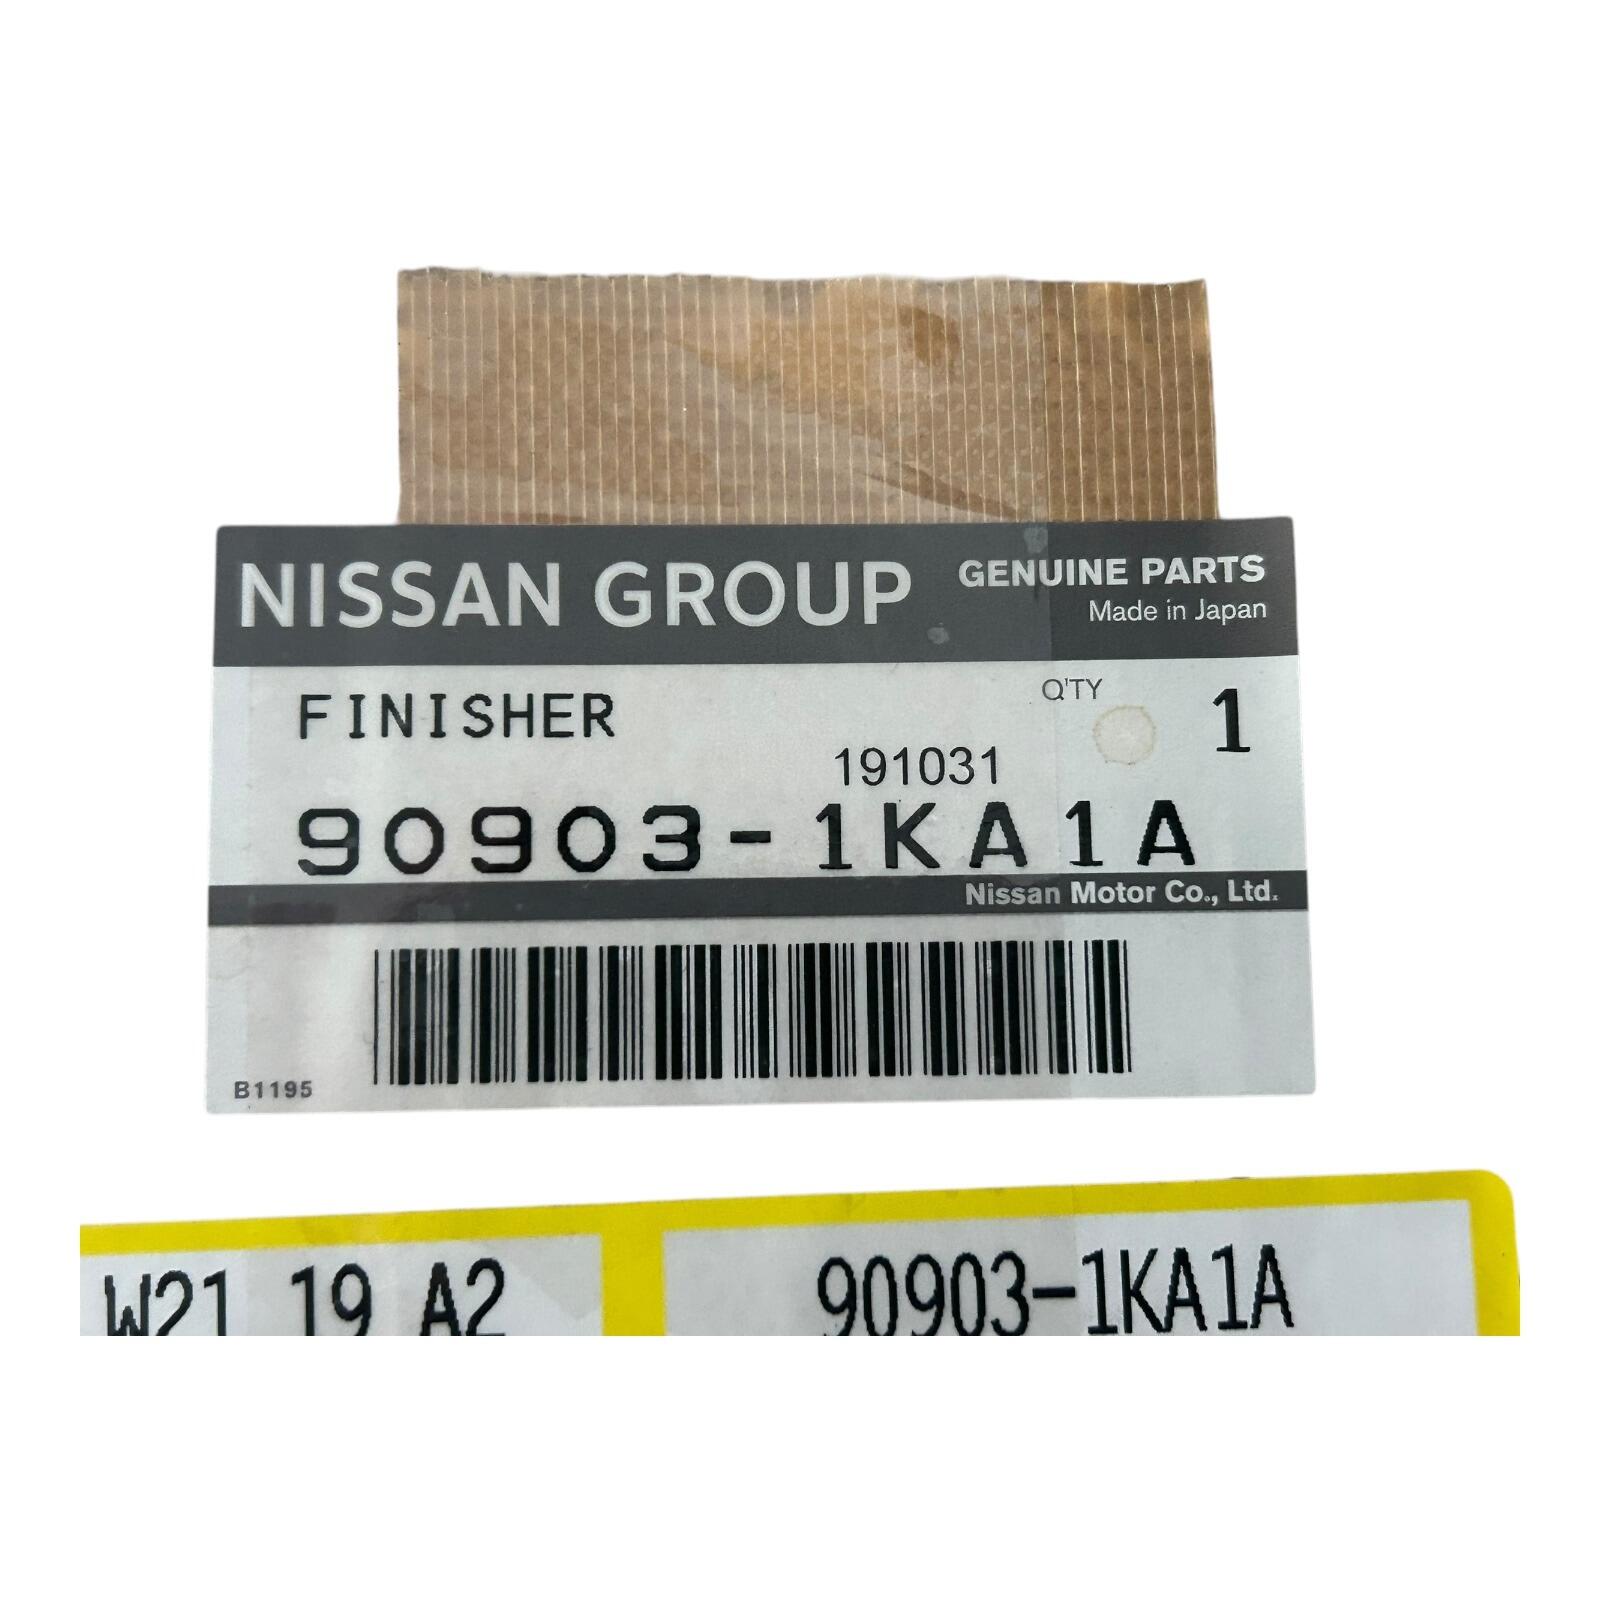 NISSAN GROUP
GENUINE PARTS
Made in Japan
FINISHER
Q'TY 1
191031
90903-1KA1A
Nissan Motor Co., Ltd.
B1195
W21 19 A2
90903-1KA1A